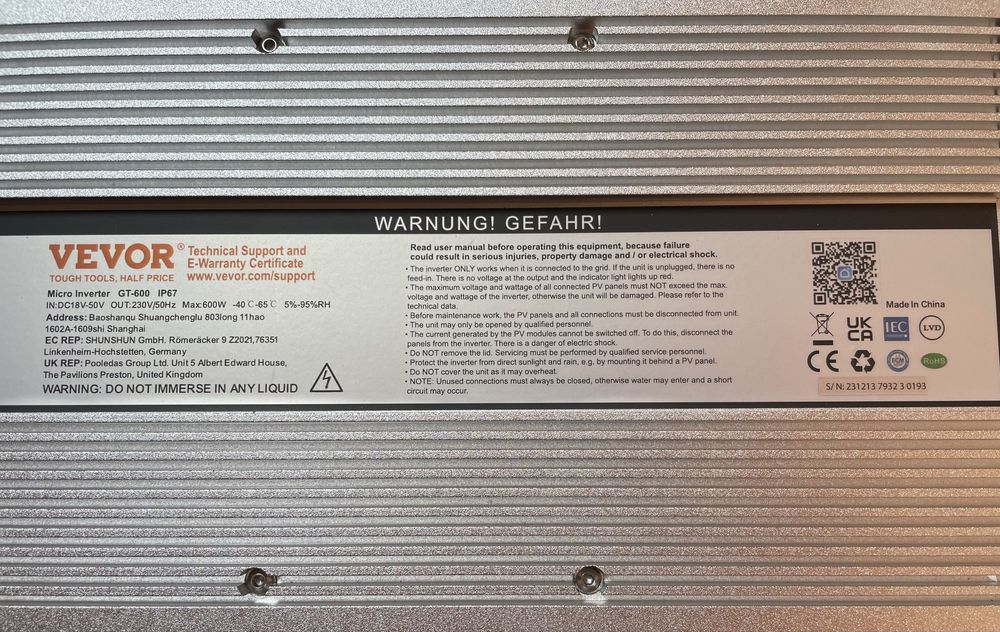 WARNUNG! GEFAHR!
VEVOR®
TOUGH TOOLS, HALF PRICE
Technical Support and
E-Warranty Certificate
www.vevor.com/support
Micro Inverter GT-600 IP67
IN:DC18V-50V OUT:230V/50Hz Max:600W -40℃-65℃ 5%-95%RH
Address: Baoshanqu Shuangchenglu 803long 11hao
1602A-1609shi Shanghai
EC REP: SHUNSHUN GmbH. Römeräcker 9 Z2021,76351
Linkenheim-Hochstetten, Germany
UK REP: Pooledas Group Ltd. Unit 5 Albert Edward House,
The Pavilions Preston, United Kingdom
WARNING: DO NOT IMMERSE IN ANY LIQUID
Read user manual before operating this equipment, because failure
could result in serious injuries, property damage and / or electrical shock.
• The inverter ONLY works when it is connected to the grid. If the unit is unplugged, there is no
feed-in. There is no voltage at the output and the indicator light lights up red.
• The maximum voltage and wattage of all connected PV panels must NOT exceed the max.
voltage and wattage of the inverter, otherwise the unit will be damaged. Please refer to the
technical data.
• Before maintenance work, the PV panels and all connections must be disconnected from unit.
• The unit may only be opened by qualified personnel.
• The current generated by the PV modules cannot be switched off. To do this, disconnect the
panels from the inverter. There is a danger of electric shock.
• Do NOT remove the lid. Servicing must be performed by qualified service personnel.
• Protect the inverter from direct sunlight and rain, e.g. by mounting it behind a PV panel.
• Do NOT cover the unit as it may overheat.
• NOTE: Unused connections must always be closed, otherwise water may enter and a short
circuit may occur.
Made In China
UK
CA
IEC
LVD
CE
RoHS
S/ N: 231213 7932 3 0193